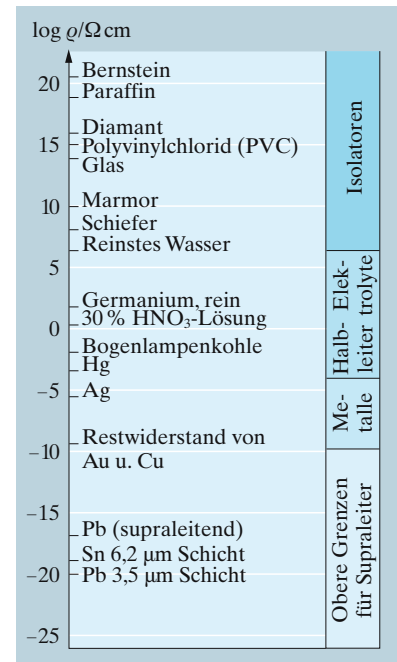 log ϱ/Ω cm
20
15
10
5
0
−5
−10
−15
−20
−25
Bernstein
Paraffin
Diamant
Polyvinylchlorid (PVC)
Glas
Marmor
Schiefer
Reinstes Wasser
Germanium, rein
30 % HNO₃-Lösung
Bogenlampenkohle
Hg
Ag
Restwiderstand von
Au u. Cu
Pb (supraleitend)
Sn 6,2 µm Schicht
Pb 3,5 µm Schicht
Isolatoren
Halb- Elek-
leiter trolyte
Me-
talle
Obere Grenzen
für Supraleiter